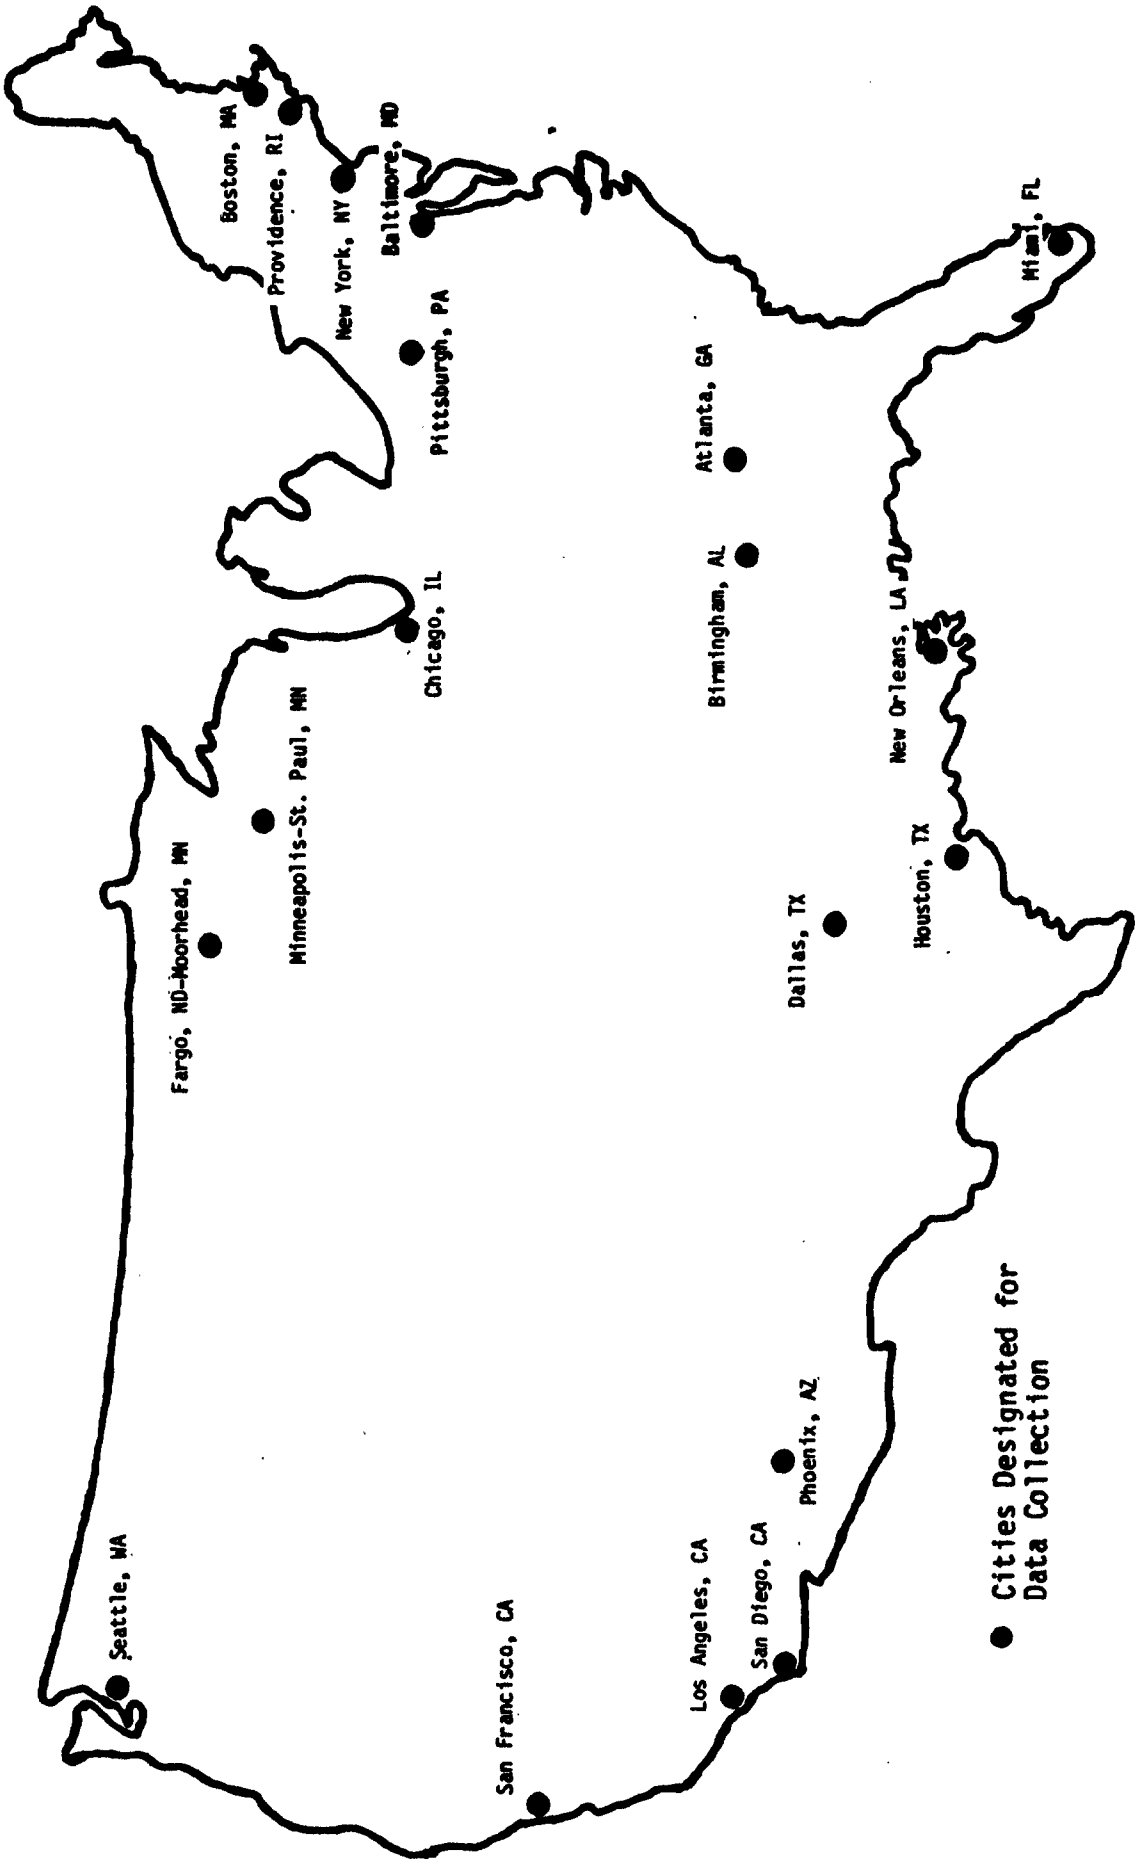 Seattle, WA
Fargo, ND-Moorhead, MN
Minneapolis-St. Paul, MN
Boston, MA
Providence, RI
New York, NY
Baltimore, MD
Pittsburgh, PA
Chicago, IL
San Francisco, CA
Los Angeles, CA
San Diego, CA
Phoenix, AZ
Dallas, TX
Birmingham, AL
Atlanta, GA
New Orleans, LA
Houston, TX
Miami, FL
Cities Designated for
Data Collection